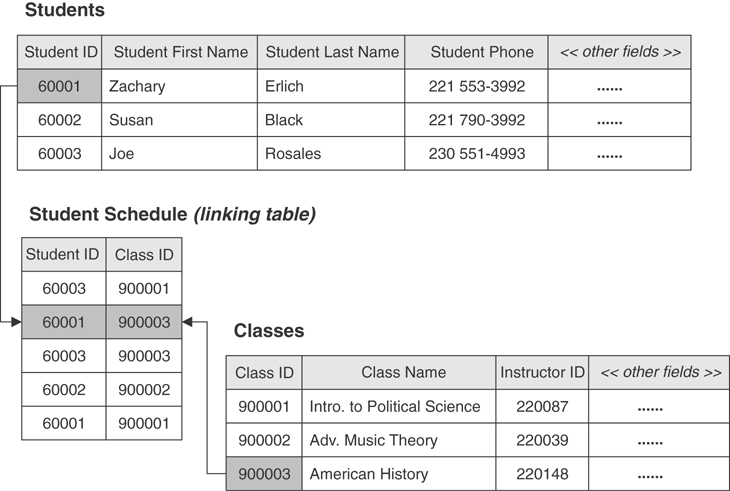 Students
Student ID Student First Name Student Last Name Student Phone << other fields >>
60001 Zachary Erlich 221 553-3992 ......
60002 Susan Black 221 790-3992 ......
60003 Joe Rosales 230 551-4993 ......
Student Schedule (linking table)
Student ID Class ID
60003 900001
60001 900003
60003 900003
60002 900002
60001 900001
Classes
Class ID Class Name Instructor ID << other fields >>
900001 Intro. to Political Science 220087 ......
900002 Adv. Music Theory 220039 ......
900003 American History 220148 ......